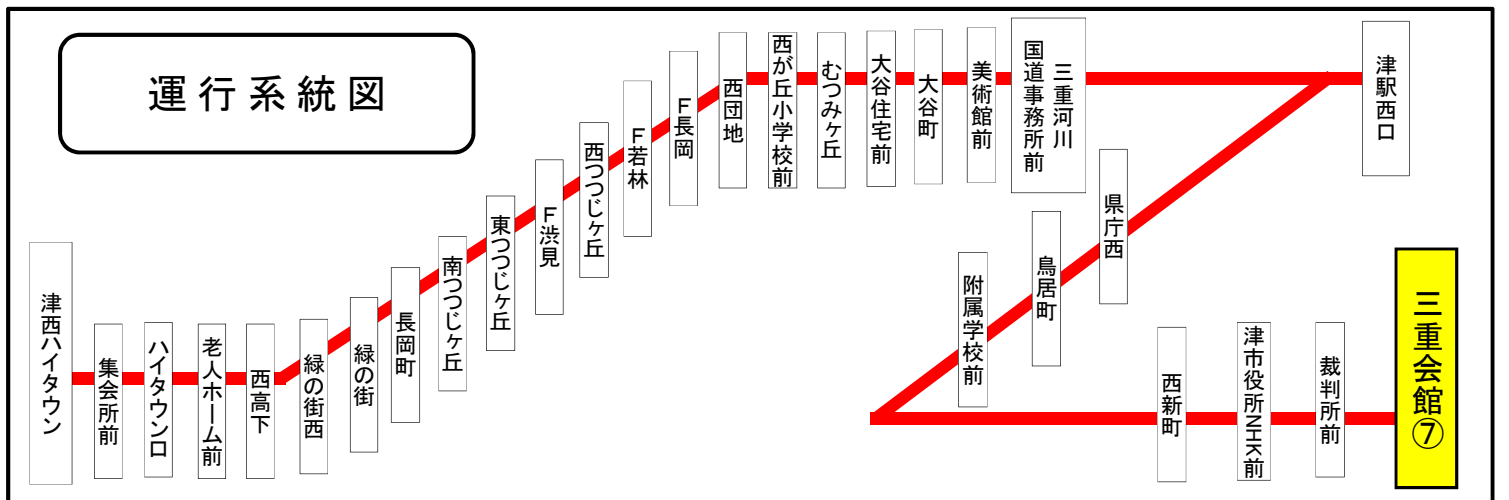 運行系統図
津西ハイタウン
集会所前
ハイタウン口
老人ホーム前
西高下
緑の街西
緑の街
長岡町
南つつじヶ丘
東つつじヶ丘
F渋見
西つつじヶ丘
F若林
F長岡
西団地
西が丘小学校前
むつみヶ丘
大谷住宅前
大谷町
美術館前
三重河川
国道事務所前
津駅西口
県庁西
鳥居町
附属学校前
西新町
津市役所NHK前
裁判所前
三重会館⑦